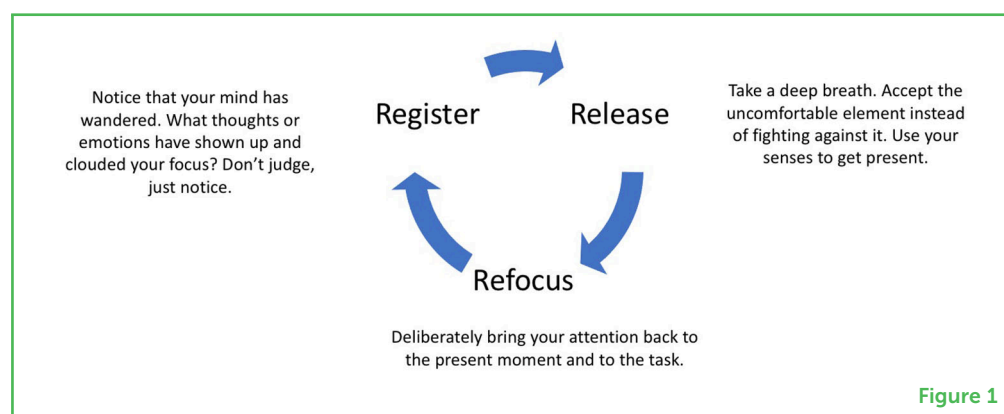 Notice that your mind has
wandered. What thoughts or
emotions have shown up and
clouded your focus? Don’t judge,
just notice.
Register
Release
Take a deep breath. Accept the
uncomfortable element instead
of fighting against it. Use your
senses to get present.
Refocus
Deliberately bring your attention back to
the present moment and to the task.
Figure 1